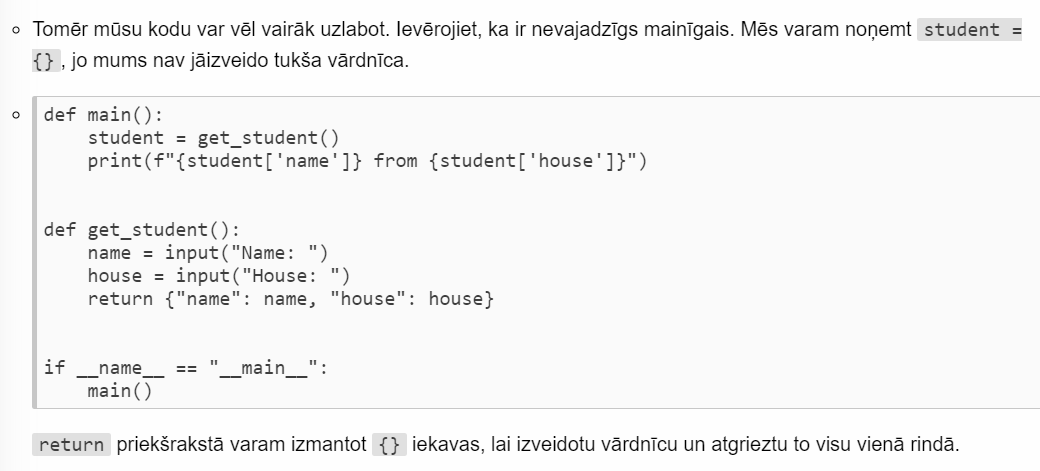 Tomēr mūsu kodu var vēl vairāk uzlabot. Ievērojiet, ka ir nevajadzīgs mainīgais. Mēs varam noņemt student =
{} , jo mums nav jāizveido tukša vārdnīca.
def main():
    student = get_student()
    print(f"{student['name']} from {student['house']}")
def get_student():
    name = input("Name: ")
    house = input("House: ")
    return {"name": name, "house": house}
if __name__ == "__main__":
    main()
return priekšrakstā varam izmantot {} iekavas, lai izveidotu vārdnīcu un atgrieztu to visu vienā rindā.